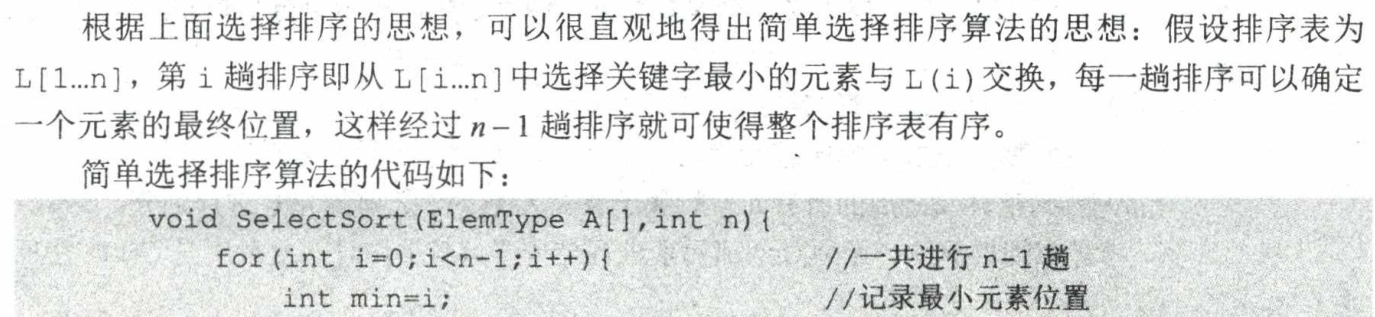 根据上面选择排序的思想，可以很直观地得出简单选择排序算法的思想：假设排序表为
L[1…n]，第 i 趟排序即从 L[i…n]中选择关键字最小的元素与 L(i)交换，每一趟排序可以确定
一个元素的最终位置，这样经过 n－1 趟排序就可使得整个排序表有序。
简单选择排序算法的代码如下：
void SelectSort(ElemType A[],int n){
for(int i=0;i<n-1;i++){ //一共进行 n-1 趟
int min=i; //记录最小元素位置